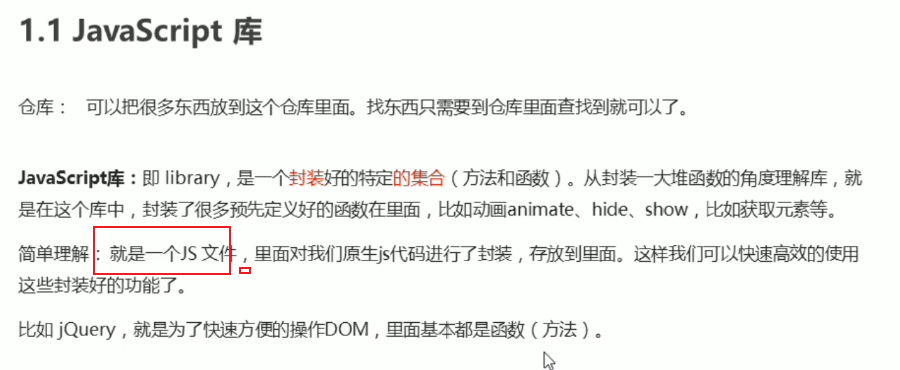 1.1 JavaScript 库
仓库： 可以把很多东西放到这个仓库里面。找东西只需要到仓库里面查找到就可以了。
JavaScript库：即 library，是一个封装好的特定的集合（方法和函数）。从封装一大堆函数的角度理解库，就
是在这个库中，封装了很多预先定义好的函数在里面，比如动画animate、hide、show，比如获取元素等。
简单理解： 就是一个JS 文件，里面对我们原生js代码进行了封装，存放到里面。这样我们可以快速高效的使用
这些封装好的功能了。
比如 jQuery，就是为了快速方便的操作DOM，里面基本都是函数（方法）。